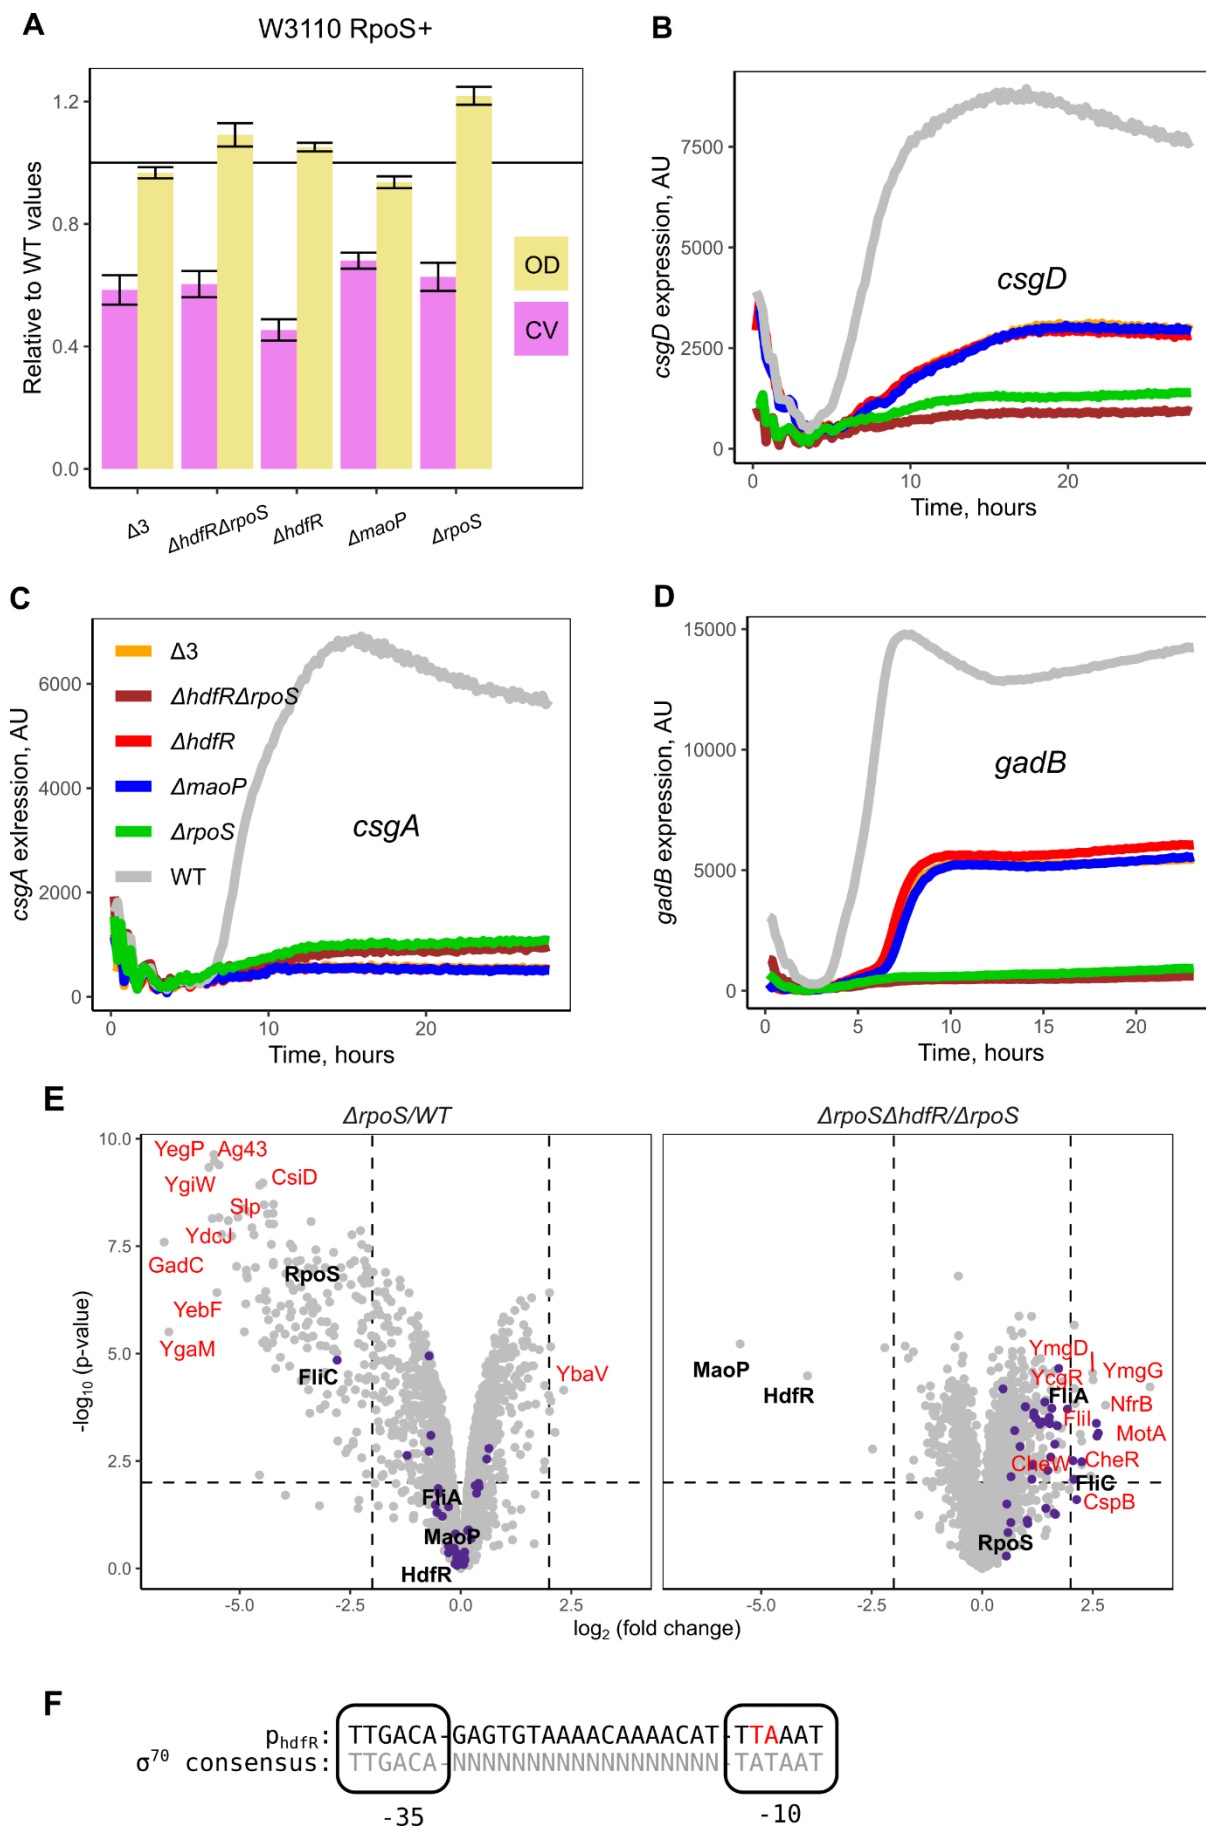 A
W3110 RpoS+
Relative to WT values
1.2
0.8
0.4
0.0
OD
CV
Δ3
ΔhdfRΔrpoS
ΔhdfR
ΔmaoP
ΔrpoS
B
csgD expression, AU
7500
5000
2500
0
csgD
0 10 20
Time, hours
C
csgA exIression, AU
6000
4000
2000
0
Δ3
ΔhdfRΔrpoS
ΔhdfR
ΔmaoP
ΔrpoS
WT
csgA
0 10 20
Time, hours
D
gadB expression, AU
15000
10000
5000
0
gadB
0 5 10 15 20
Time, hours
E
ΔrpoS/WT
-log10 (p-value)
10.0
7.5
5.0
2.5
0.0
YegP Ag43
YgiW
CsiD
Slp
YdcJ
GadC
RpoS
YebF
YgaM
FliC
YbaV
FliA
MaoP
HdfR
-5.0 -2.5 0.0 2.5
ΔrpoSΔhdfR/ΔrpoS
MaoP
HdfR
YmgD
YcgR
YmgG
FliA
NfrB
FliI
MotA
CheW
CheR
FliC
CspB
RpoS
-5.0 -2.5 0.0 2.5
log2 (fold change)
F
phdfR: TTGACA-GAGTGTAAAACAAAACAT-TTAAAT
σ70 consensus: TTGACA-NNNNNNNNNNNNNNNNNN-TATAAT
-35 -10